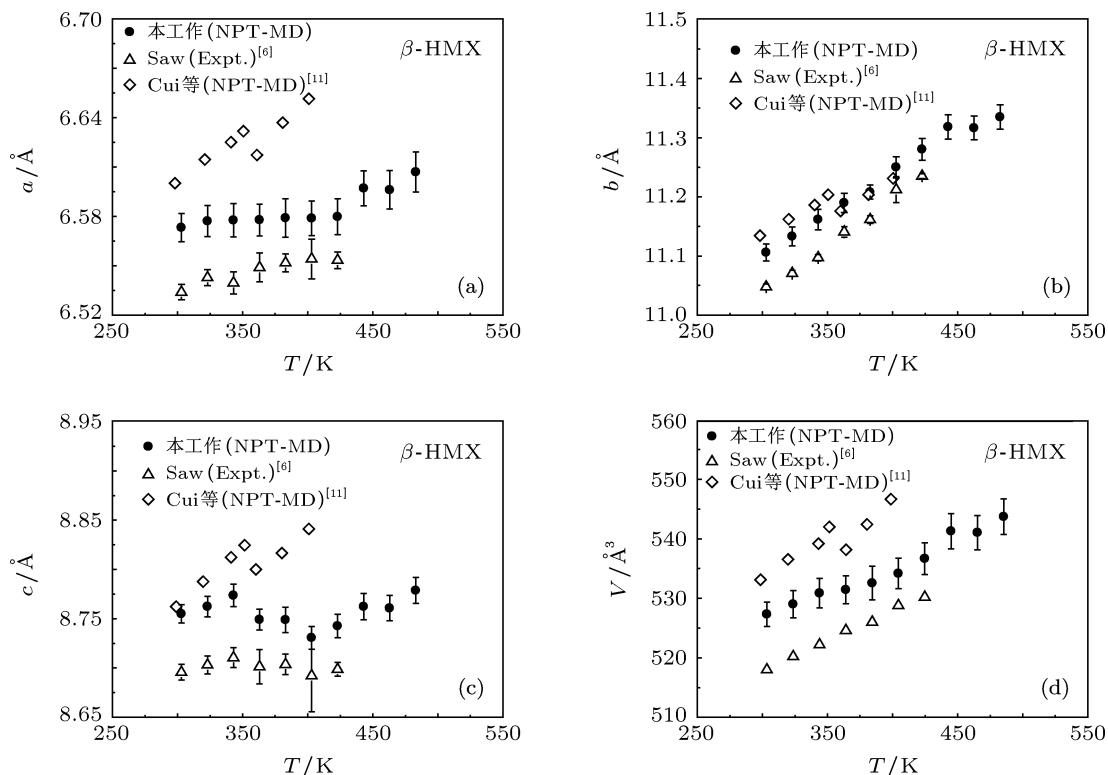 6.70
本工作(NPT-MD)
β-HMX
Saw(Expt.)[6]
Cui等(NPT-MD)[11]
6.64
a/Å
6.58
6.52
(a)
250 350 450 550
T/K
11.5
本工作(NPT-MD)
β-HMX
Saw(Expt.)[6]
11.4
Cui等(NPT-MD)[11]
11.3
b/Å
11.2
11.1
(b)
11.0
250 350 450 550
T/K
8.95
本工作(NPT-MD)
β-HMX
Saw(Expt.)[6]
Cui等(NPT-MD)[11]
8.85
c/Å
8.75
(c)
8.65
250 350 450 550
T/K
560
本工作(NPT-MD)
β-HMX
Saw(Expt.)[6]
550
Cui等(NPT-MD)[11]
540
V/Å³
530
520
(d)
510
250 350 450 550
T/K